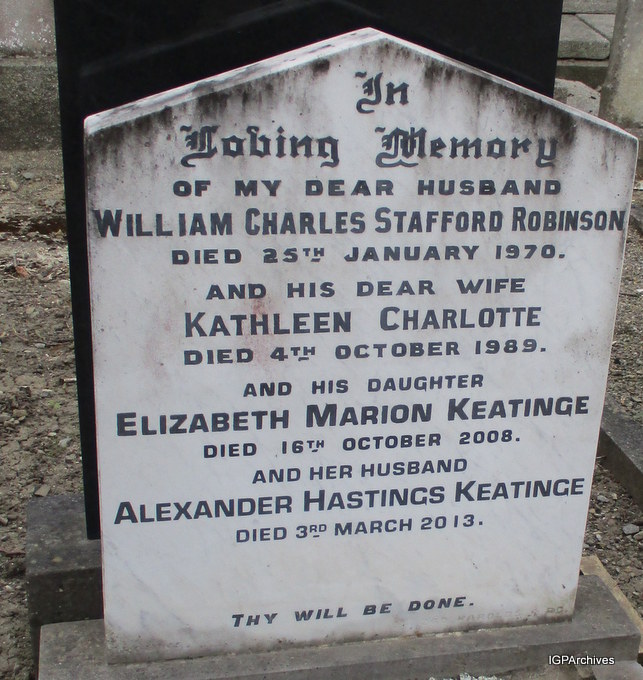 In
Loving Memory
OF MY DEAR HUSBAND
WILLIAM CHARLES STAFFORD ROBINSON
DIED 25TH JANUARY 1970.
AND HIS DEAR WIFE
KATHLEEN CHARLOTTE
DIED 4TH OCTOBER 1989.
AND HIS DAUGHTER
ELIZABETH MARION KEATINGE
DIED 16TH OCTOBER 2008.
AND HER HUSBAND
ALEXANDER HASTINGS KEATINGE
DIED 3RD MARCH 2013.
THY WILL BE DONE.
IGPArchives